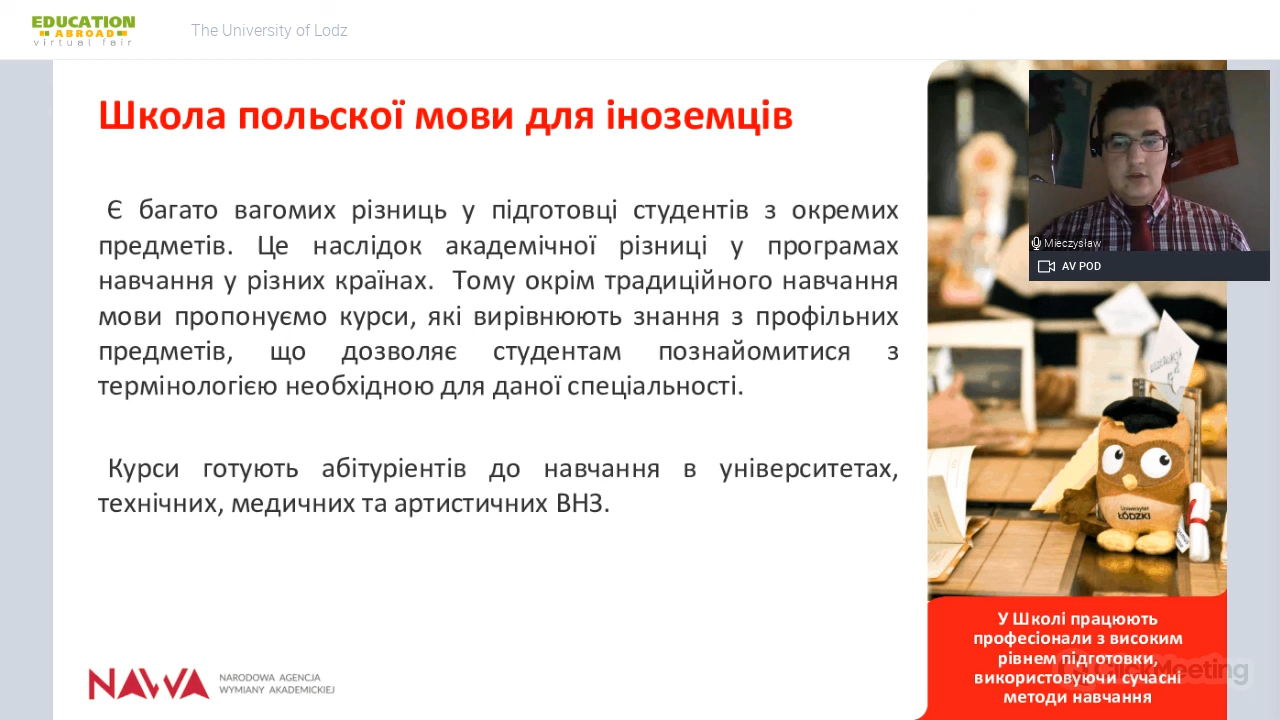 EDUCATION
ABROAD
virtual fair
The University of Lodz
Школа польскої мови для іноземців
Є багато вагомих різниць у підготовці студентів з окремих
предметів. Це наслідок академічної різниці у програмах
навчання у різних країнах. Тому окрім традиційного навчання
мови пропонуємо курси, які вирівнюють знання з профільних
предметів, що дозволяє студентам познайомитися з
термінологією необхідною для даної спеціальності.
Курси готують абітурієнтів до навчання в університетах,
технічних, медичних та артистичних ВНЗ.
NAWA
NARODOWA AGENCJA
WYMIANY AKADEMICKIEJ
Mieczysław
AV POD
Uniwersytet
ŁÓDZKI
У Школі працюють
професіонали з високим
рівнем підготовки,
використовуючи сучасні
методи навчання
ClickMeeting